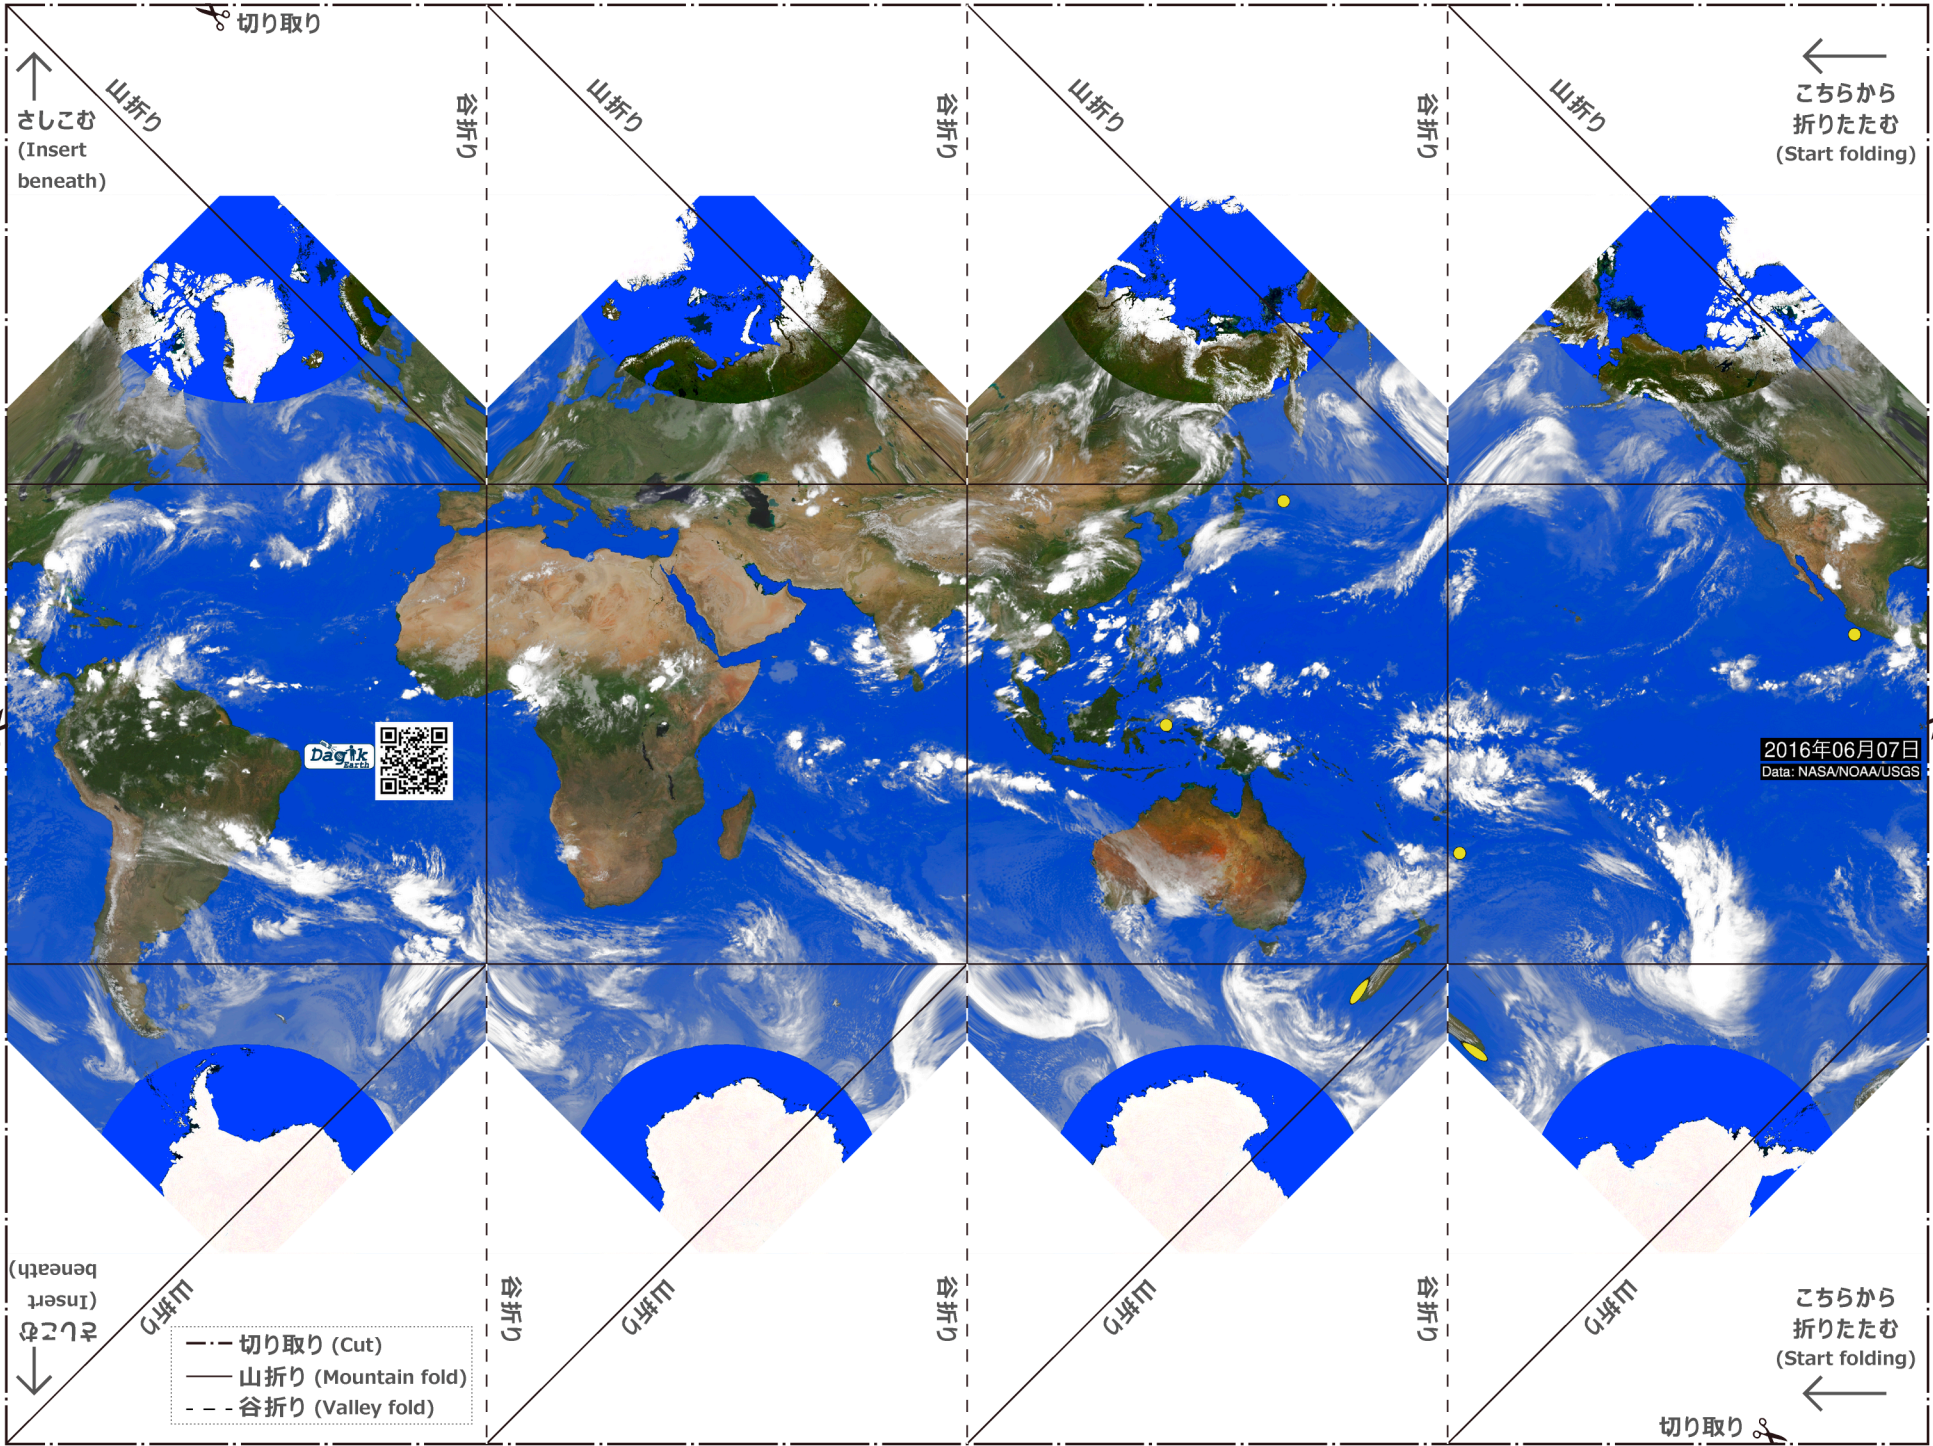 切り取り
さしこむ
(Insert
beneath)
山折り
谷折り
山折り
谷折り
山折り
谷折り
山折り
こちらから
折りたたむ
(Start folding)
Dagik
Earth
2016年06月07日
Data: NASA/NOAA/USGS
さしこむ
(Insert
beneath)
山折り
谷折り
山折り
谷折り
山折り
谷折り
山折り
こちらから
折りたたむ
(Start folding)
切り取り (Cut)
山折り (Mountain fold)
谷折り (Valley fold)
切り取り